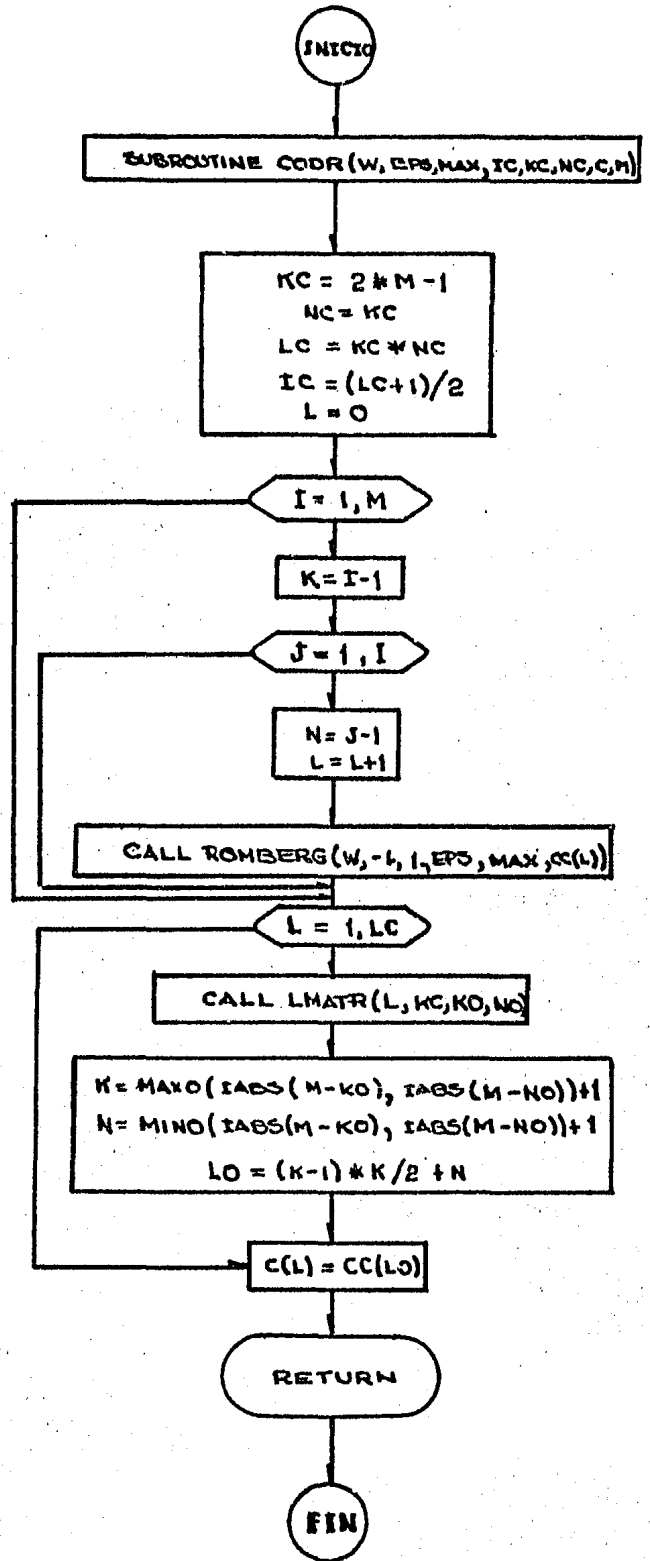 INICIO
SUBROUTINE CODR(W, EPS, MAX, IC, KC, NC, C, M)
KC = 2 * M - 1
NC = KC
LC = KC * NC
IC = (LC+1)/2
L = 0
I = 1, M
K = I-1
J = 1, I
N = J-1
L = L+1
CALL ROMBERG(W, -1, 1, EPS, MAX, CC(L))
L = 1, LC
CALL LMATR(L, KC, KO, NO)
K = MAXO(IABS(M-KO), IABS(M-NO))+1
N = MINO(IABS(M-KO), IABS(M-NO))+1
LO = (K-1) * K/2 + N
C(L) = CC(LO)
RETURN
FIN